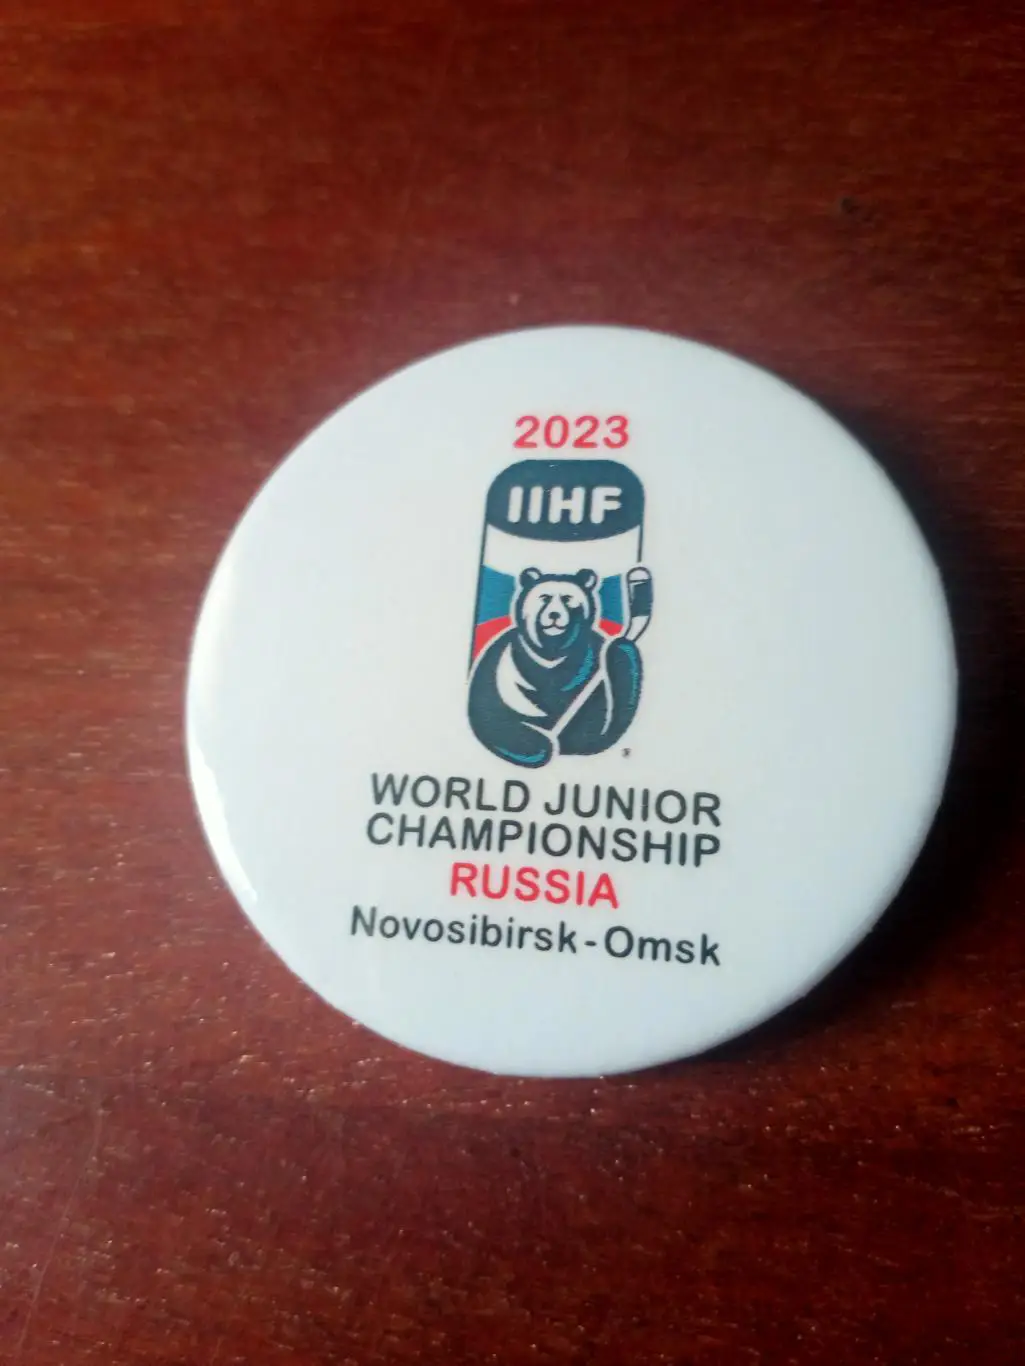 2023
IIHF
WORLD JUNIOR
CHAMPIONSHIP
RUSSIA
Novosibirsk-Omsk